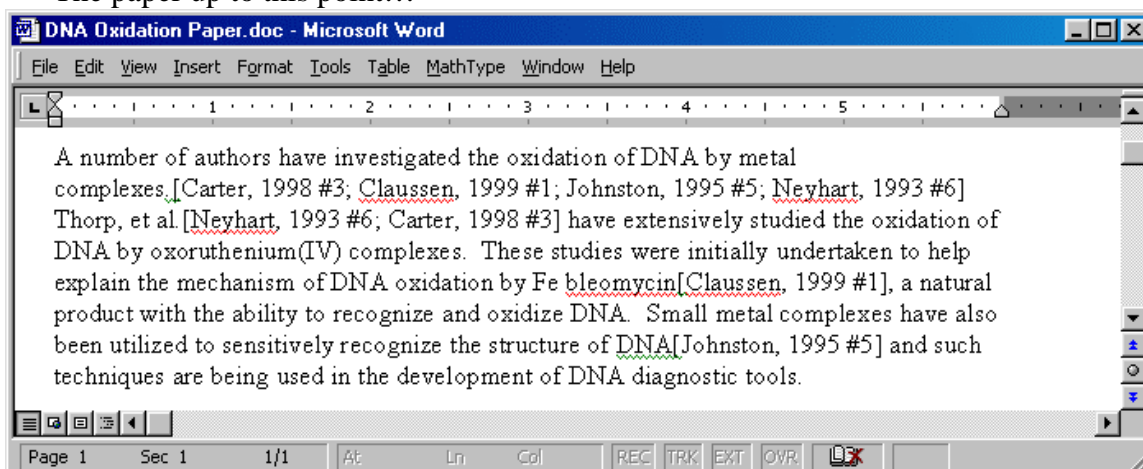 The paper up to this point...
DNA Oxidation Paper.doc - Microsoft Word
File Edit View Insert Format Tools Table MathType Window Help
1 2 3 4 5
A number of authors have investigated the oxidation of DNA by metal
complexes.[Carter, 1998 #3; Claussen, 1999 #1; Johnston, 1995 #5; Neyhart, 1993 #6]
Thorp, et al.[Neyhart, 1993 #6; Carter, 1998 #3] have extensively studied the oxidation of
DNA by oxoruthenium(IV) complexes.  These studies were initially undertaken to help
explain the mechanism of DNA oxidation by Fe bleomycin[Claussen, 1999 #1], a natural
product with the ability to recognize and oxidize DNA.  Small metal complexes have also
been utilized to sensitively recognize the structure of DNA[Johnston, 1995 #5] and such
techniques are being used in the development of DNA diagnostic tools.
Page 1 Sec 1 1/1 At Ln Col REC TRK EXT OVR